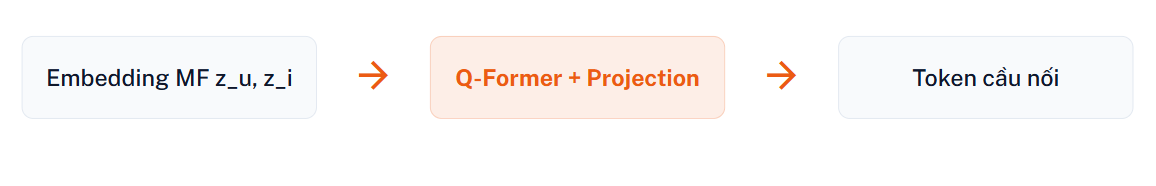 Embedding MF z_u, z_i
Q-Former + Projection
Token cầu nối